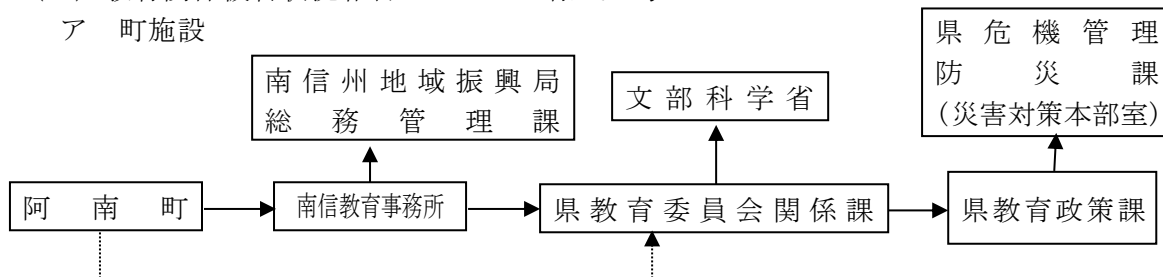 ア 町施設
南信州地域振興局
総務管理課
文部科学省
県危機管理
防災課
(災害対策本部室)
阿南町
南信教育事務所
県教育委員会関係課
県教育政策課